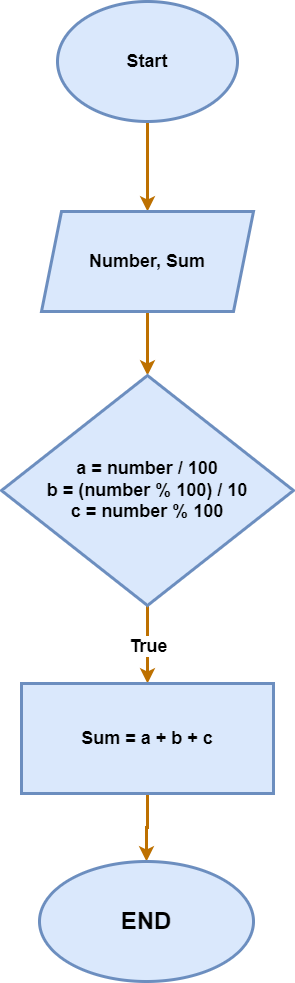 Start
Number, Sum
a = number / 100
b = (number % 100) / 10
c = number % 100
True
Sum = a + b + c
END